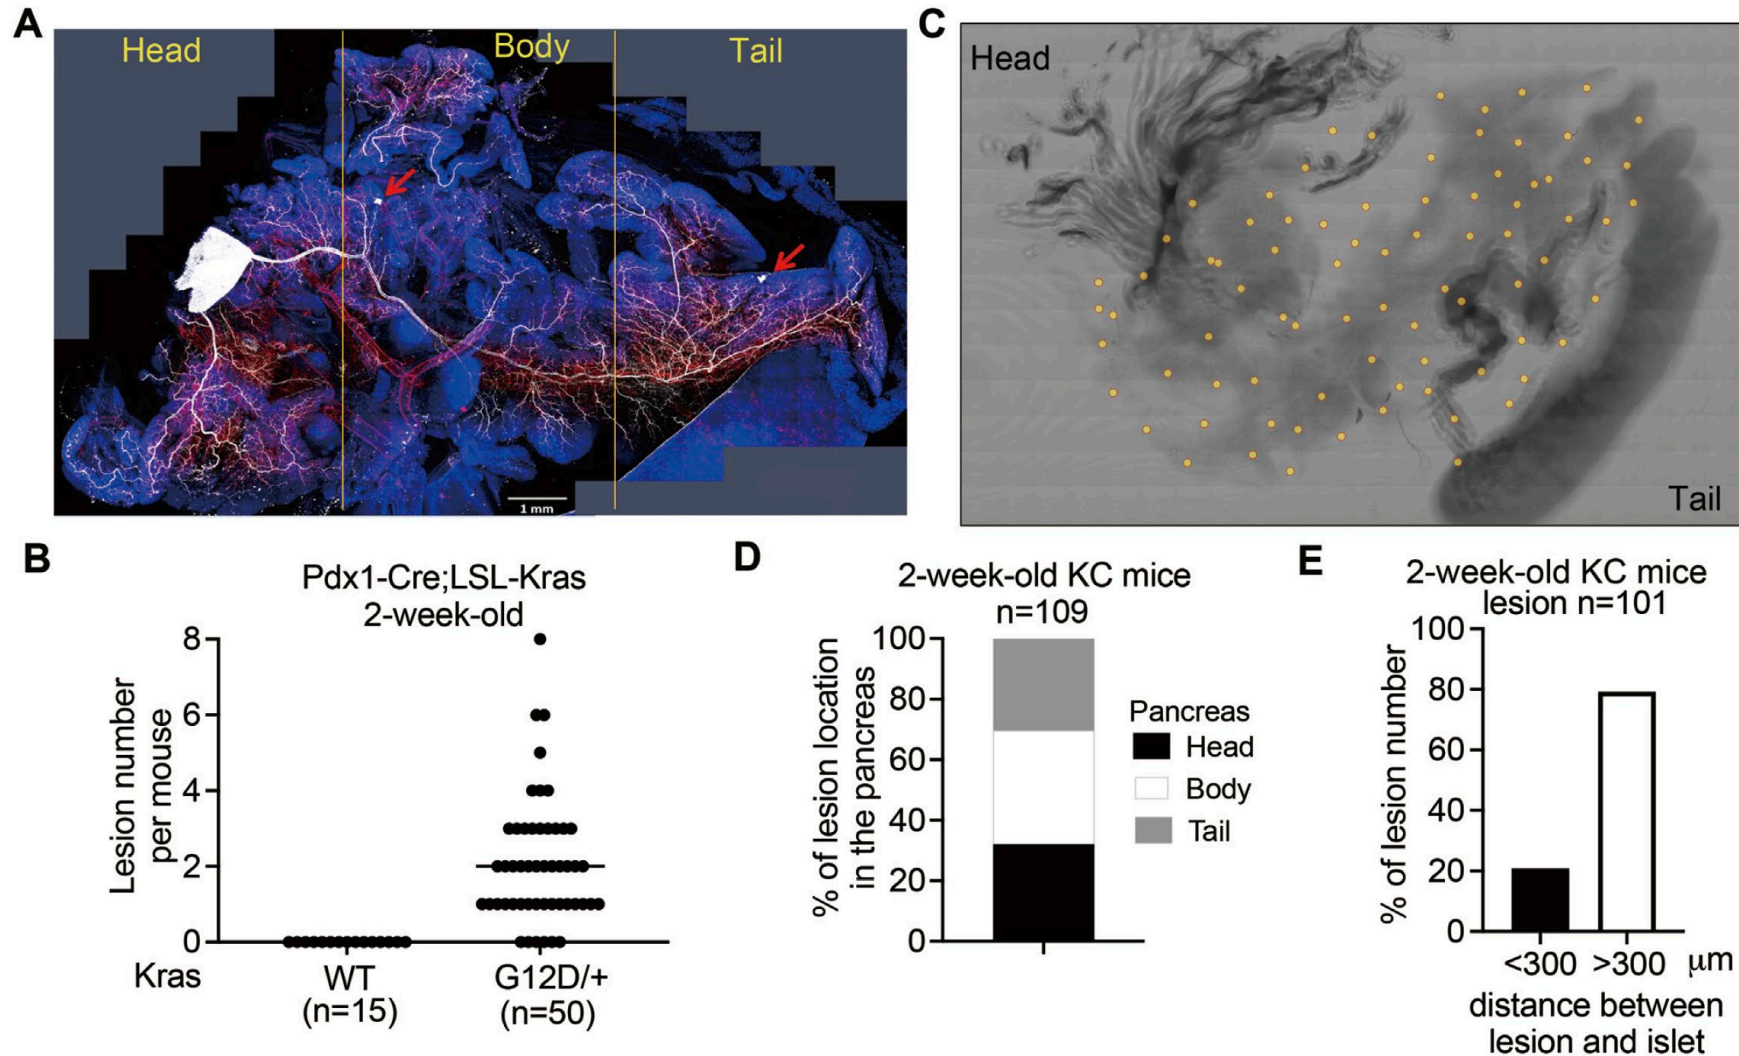 A
Head
Body
Tail
1 mm
C
Head
Tail
B
Pdx1-Cre;LSL-Kras
2-week-old
Lesion number
per mouse
8
6
4
2
0
Kras
WT
G12D/+
(n=15)
(n=50)
D
2-week-old KC mice
n=109
% of lesion location
in the pancreas
100
80
60
40
20
0
Pancreas
Head
Body
Tail
E
2-week-old KC mice
lesion n=101
% of lesion number
100
80
60
40
20
0
<300 >300 μm
distance between
lesion and islet